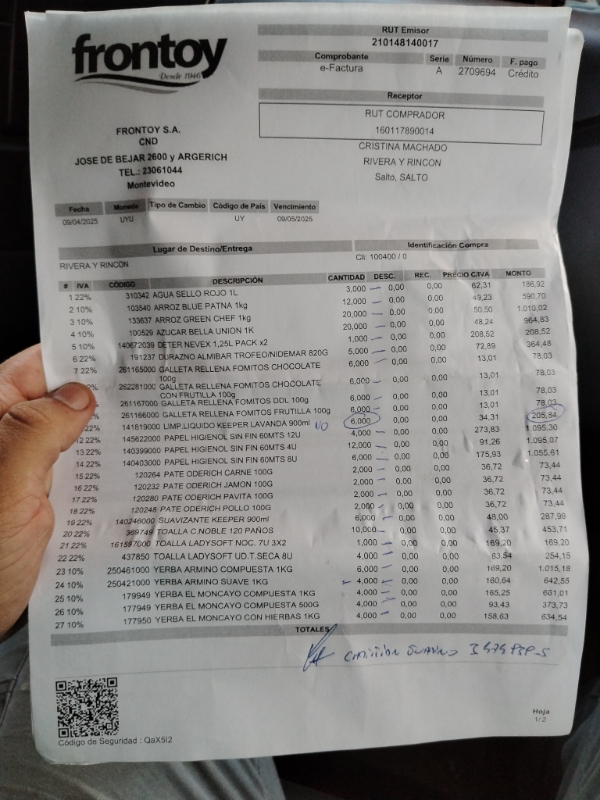 frontoy
Desde 1946
RUT Emisor
210148140017
Comprobante Serie Número F. pago
e-Factura A 2709694 Crédito
Receptor
RUT COMPRADOR
160117890014
CRISTINA MACHADO
RIVERA Y RINCON
Salto, SALTO
FRONTOY S.A.
CND
JOSE DE BEJAR 2600 y ARGERICH
TEL.: 23061044
Montevideo
Fecha Moneda Tipo de Cambio Código de País Vencimiento
09/04/2025 UYU UY 09/05/2025
Lugar de Destino/Entrega Identificación Compra
RIVERA Y RINCON Cli: 100400 / 0
# IVA CÓDIGO DESCRIPCIÓN CANTIDAD DESC. REC. PRECIO C.IVA MONTO
1 22% 310342 AGUA SELLO ROJO 1L 3,000 0,00 0,00 62,31 186,92
2 10% 103540 ARROZ BLUE PATNA 1kg 12,000 0,00 0,00 49,23 590,70
3 10% 133637 ARROZ GREEN CHEF 1kg 20,000 0,00 0,00 50,50 1.010,02
4 10% 100529 AZUCAR BELLA UNION 1K 20,000 0,00 0,00 48,24 964,83
5 10% 140672039 DETER NEVEX 1,25L PACK x2 1,000 0,00 0,00 208,52 208,52
6 22% 191237 DURAZNO ALMIBAR TROFEO/NIDEMAR 820G 5,000 0,00 0,00 72,89 364,48
7 22% 261165000 GALLETA RELLENA FOMITOS CHOCOLATE 6,000 0,00 0,00 13,01 78,03
100g
262281000 GALLETA RELLENA FOMITOS CHOCOLATE 6,000 0,00 0,00 13,01 78,03
CON FRUTILLA 100g
261167000 GALLETA RELLENA FOMITOS DDL 100g 6,000 0,00 0,00 13,01 78,03
261166000 GALLETA RELLENA FOMITOS FRUTILLA 100g 6,000 0,00 0,00 13,01 78,03
141819000 LIMP.LIQUIDO KEEPER LAVANDA 900ml NO 6,000 0,00 0,00 34,31 205,84
12 22% 145622000 PAPEL HIGIENOL SIN FIN 60MTS 12U 4,000 0,00 0,00 273,83 1.095,30
13 22% 140399000 PAPEL HIGIENOL SIN FIN 60MTS 4U 12,000 0,00 0,00 91,26 1.095,07
14 22% 140403000 PAPEL HIGIENOL SIN FIN 60MTS 8U 6,000 0,00 0,00 175,93 1.055,61
15 22% 120264 PATE ORTERICH CARNE 100G 2,000 0,00 0,00 36,72 73,44
16 22% 120232 PATE ORTERICH JAMON 100G 2,000 0,00 0,00 36,72 73,44
17 22% 120280 PATE ORTERICH PAVITA 100G 2,000 0,00 0,00 36,72 73,44
18 22% 120248 PATE ORTERICH POLLO 100G 2,000 0,00 0,00 36,72 73,44
19 22% 140246000 SUAVIZANTE KEEPER 900ml 6,000 0,00 0,00 48,00 287,98
20 22% 369749 TOALLA C.NOBLE 120 PAÑOS 10,000 0,00 0,00 45,37 453,71
21 22% 161597000 TOALLA LADYSOFT NOC. 7U 3X2 1,000 0,00 0,00 169,20 169,20
22 22% 437850 TOALLA LADYSOFT UD.T.SECA 8U 4,000 0,00 0,00 63,54 254,15
23 10% 250461000 YERBA ARMINO COMPUESTA 1KG 6,000 0,00 0,00 169,20 1.015,18
24 10% 250421000 YERBA ARMINO SUAVE 1KG 4,000 0,00 0,00 160,64 642,55
25 10% 179949 YERBA EL MONCAYO COMPUESTA 1KG 4,000 0,00 0,00 165,25 661,01
26 10% 177949 YERBA EL MONCAYO COMPUESTA 500G 4,000 0,00 0,00 93,43 373,73
27 10% 177950 YERBA EL MONCAYO CON HIERBAS 1KG 4,000 0,00 0,00 158,63 634,54
TOTALES
Hoja
1/2
Código de Seguridad : QaX5I2